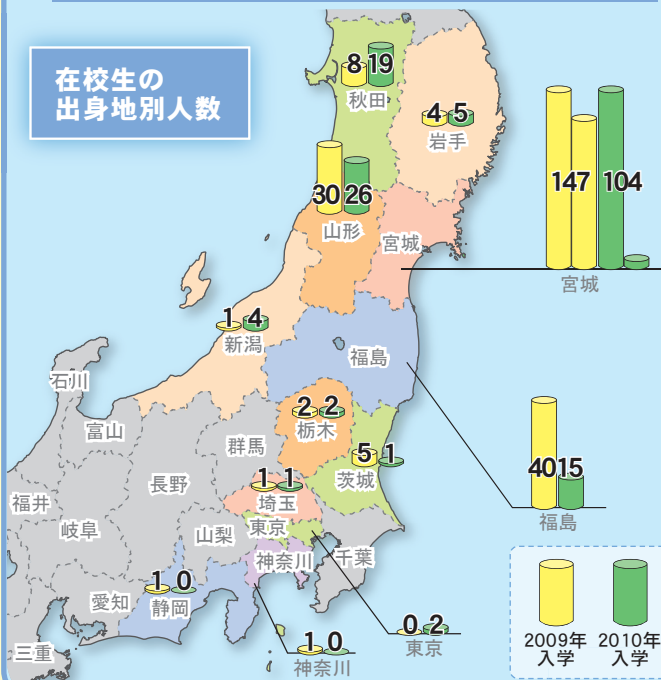 在校生の
出身地別人数
8 19
秋田
4 5
岩手
30 26
山形
宮城
147 104
宮城
1 4
新潟
福島
石川
富山
2 2
栃木
群馬
5 1
茨城
40 15
福島
長野
1 1
埼玉
福井
岐阜
山梨
東京
神奈川
千葉
1 0
静岡
愛知
0 2
東京
1 0
神奈川
三重
2009年
入学
2010年
入学